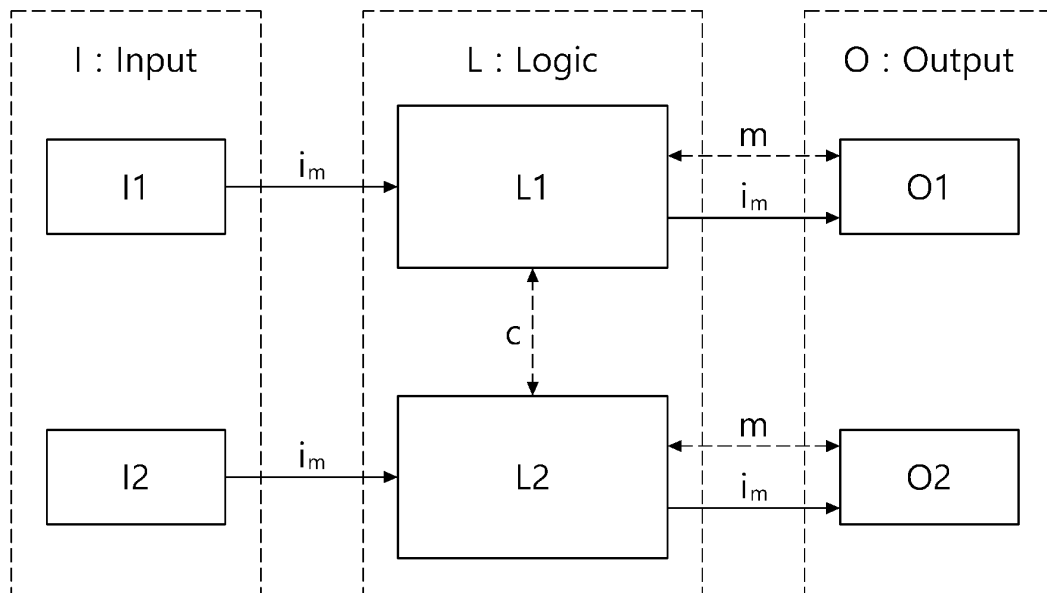 I : Input
L : Logic
O : Output
I1
iₘ
L1
m
iₘ
O1
c
I2
iₘ
L2
m
iₘ
O2